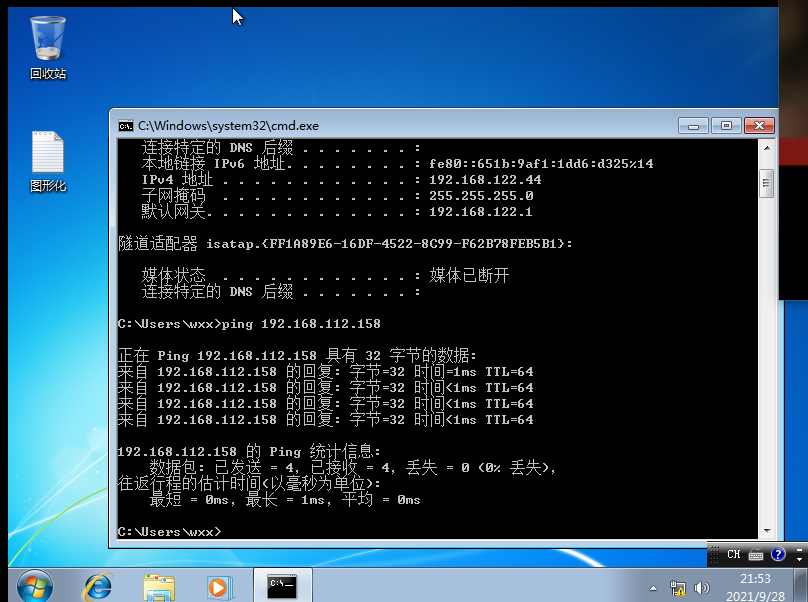 回收站
图形化
C:\Windows\system32\cmd.exe
连接特定的 DNS 后缀 . . . . . . . :
本地链接 IPv6 地址. . . . . . . . : fe80::651b:9af1:1dd6:d325%14
IPv4 地址 . . . . . . . . . . . . : 192.168.122.44
子网掩码 . . . . . . . . . . . . : 255.255.255.0
默认网关. . . . . . . . . . . . . : 192.168.122.1
隧道适配器 isatap.{FF1A89E6-16DF-4522-8C99-F62B78FEB5B1}:
媒体状态 . . . . . . . . . . . . : 媒体已断开
连接特定的 DNS 后缀 . . . . . . . :
C:\Users\wxx>ping 192.168.112.158
正在 Ping 192.168.112.158 具有 32 字节的数据:
来自 192.168.112.158 的回复: 字节=32 时间=1ms TTL=64
来自 192.168.112.158 的回复: 字节=32 时间<1ms TTL=64
来自 192.168.112.158 的回复: 字节=32 时间<1ms TTL=64
来自 192.168.112.158 的回复: 字节=32 时间<1ms TTL=64
192.168.112.158 的 Ping 统计信息:
数据包: 已发送 = 4, 已接收 = 4, 丢失 = 0 (0% 丢失),
往返行程的估计时间(以毫秒为单位):
最短 = 0ms, 最长 = 1ms, 平均 = 0ms
C:\Users\wxx>
CH
21:53
2021/9/28